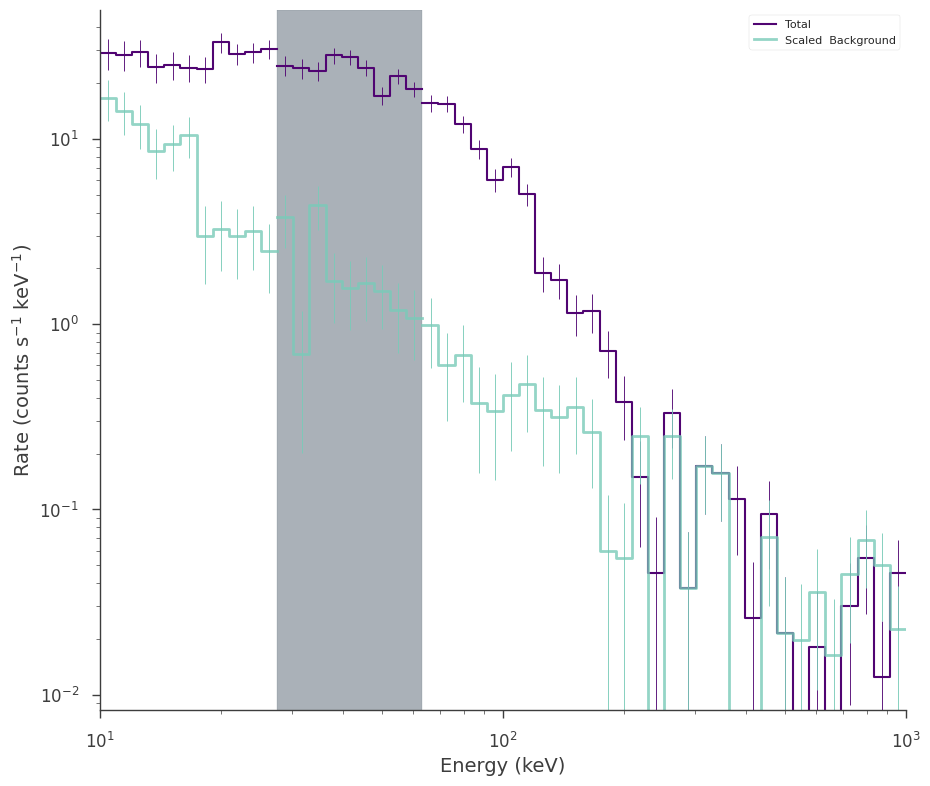 Total
Scaled  Background
Rate (counts s⁻¹ keV⁻¹)
10¹
10⁰
10⁻¹
10⁻²
10¹ 10² 10³
Energy (keV)